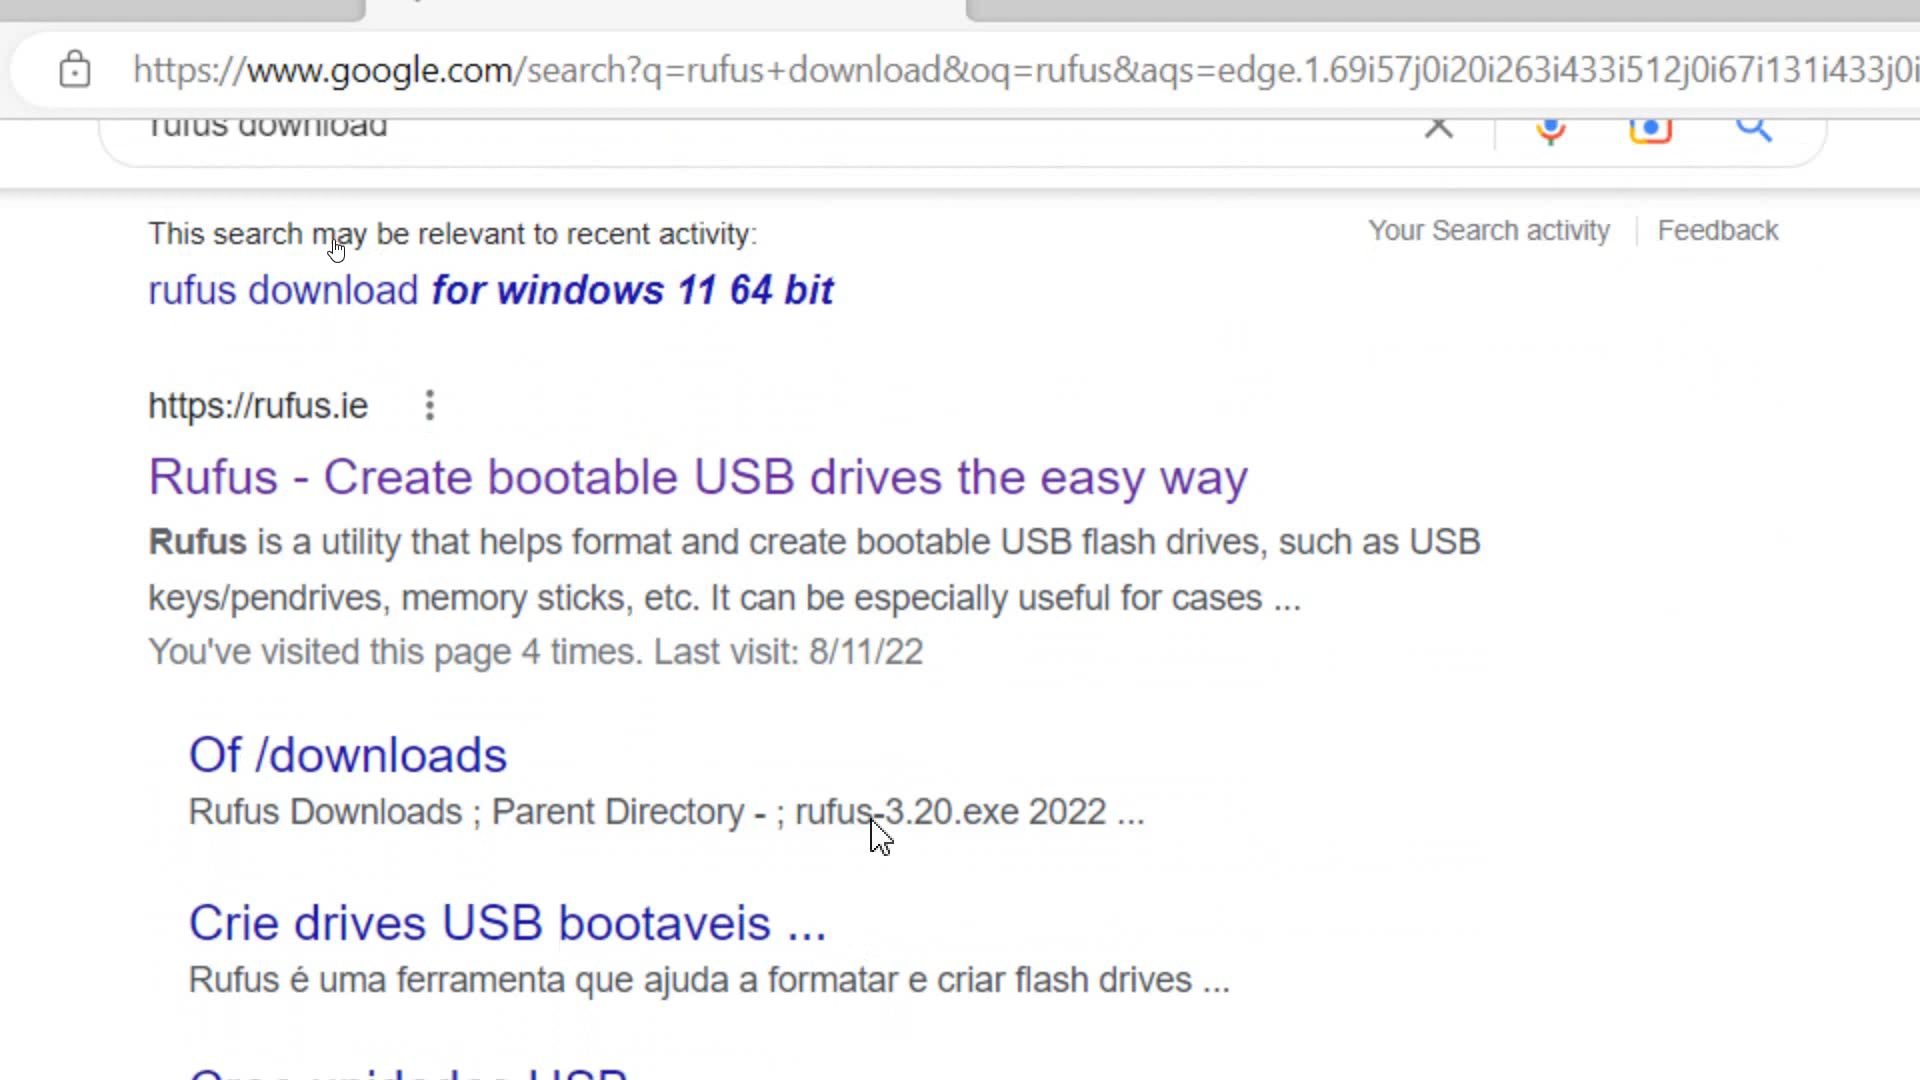 https://www.google.com/search?q=rufus+download&oq=rufus&aqs=edge.1.69i57j0i20i263i433i512j0i67i131i433j0i
rufus download
This search may be relevant to recent activity:
Your Search activity
Feedback
rufus download for windows 11 64 bit
https://rufus.ie
Rufus - Create bootable USB drives the easy way
Rufus is a utility that helps format and create bootable USB flash drives, such as USB
keys/pendrives, memory sticks, etc. It can be especially useful for cases ...
You've visited this page 4 times. Last visit: 8/11/22
Of /downloads
Rufus Downloads ; Parent Directory - ; rufus-3.20.exe 2022 ...
Crie drives USB bootaveis ...
Rufus é uma ferramenta que ajuda a formatar e criar flash drives ...